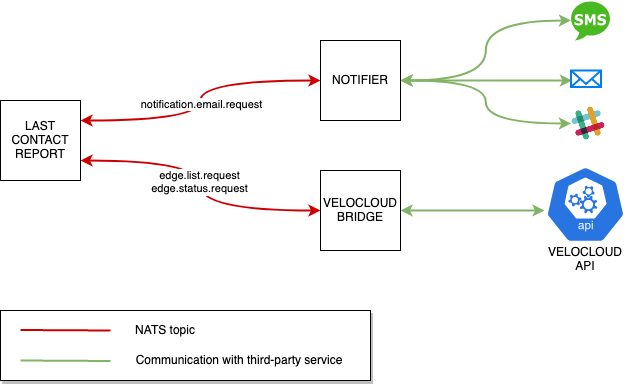 SMS
NOTIFIER
notification.email.request
LAST
CONTACT
REPORT
edge.list.request
edge.status.request
VELOCLOUD
BRIDGE
api
VELOCLOUD
API
NATS topic
Communication with third-party service